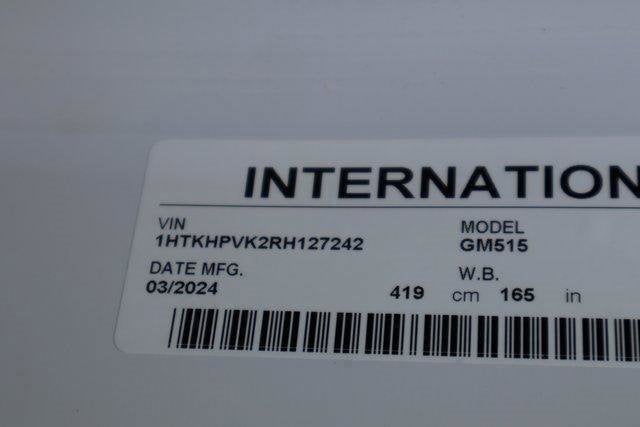 INTERNATION
VIN MODEL
1HTKHPVK2RH127242 GM515
DATE MFG. W.B.
03/2024 419 cm 165 in